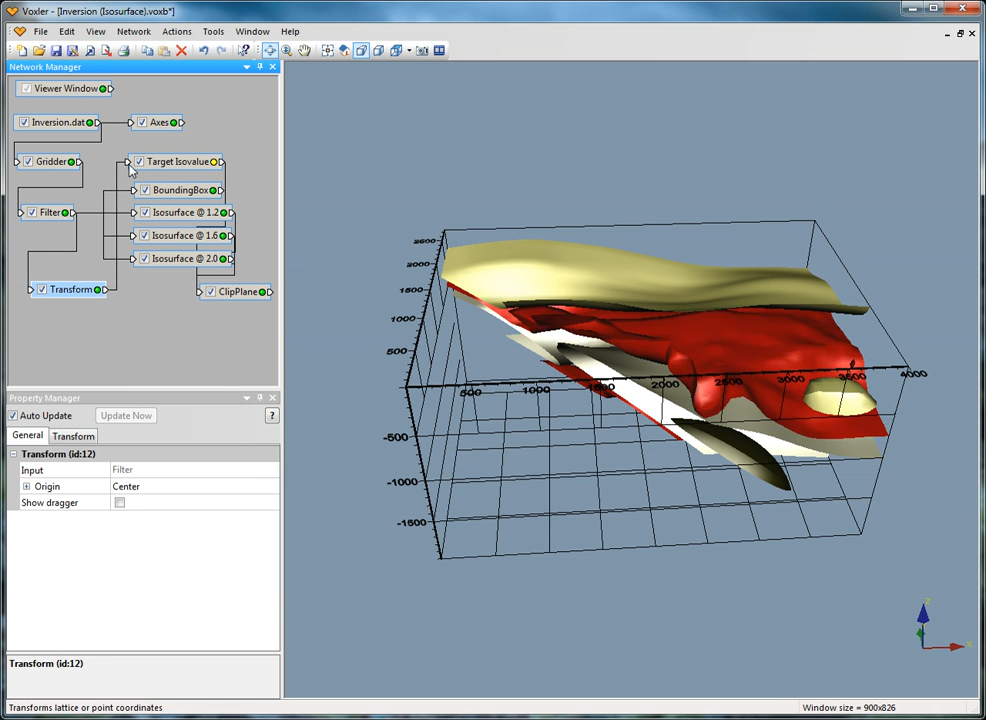 Voxler - [Inversion (Isosurface).voxb*]
File Edit View Network Actions Tools Window Help
Network Manager
Viewer Window
Inversion.dat
Axes
Gridder
Target Isovalue
BoundingBox
Filter
Isosurface @ 1.2
Isosurface @ 1.6
Isosurface @ 2.0
Transform
ClipPlane
Property Manager
Auto Update Update Now ?
General Transform
Transform (id:12)
Input Filter
Origin Center
Show dragger
Transform (id:12)
Transforms lattice or point coordinates
2500
2000
1500
1000
500
-500
-1000
-1500
500 1000 1500 2000 2500 3000 3500 4000
Z
X
Window size = 900x826